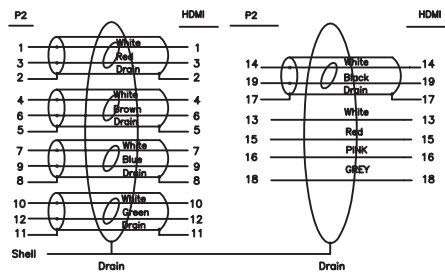 P2 HDMI P2 HDMI
1 White 1
3 Red 3
2 Drain 2
4 White 4
6 Brown 6
5 Drain 5
7 White 7
9 Blue 9
8 Drain 8
10 White 10
12 Green 12
11 Drain 11
14 White 14
19 Black 19
17 Drain 17
13 White 13
15 Red 15
16 PINK 16
18 GREY 18
Shell
Drain Drain